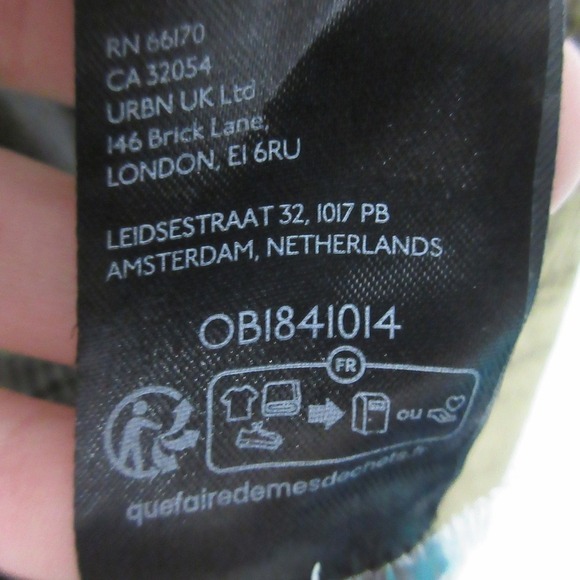 RN 66170
CA 32054
URBN UK Ltd
146 Brick Lane,
LONDON, E1 6RU
LEIDSESTRAAT 32, 1017 PB
AMSTERDAM, NETHERLANDS
OB1841014
FR
ou
quefairedemesdechets.fr